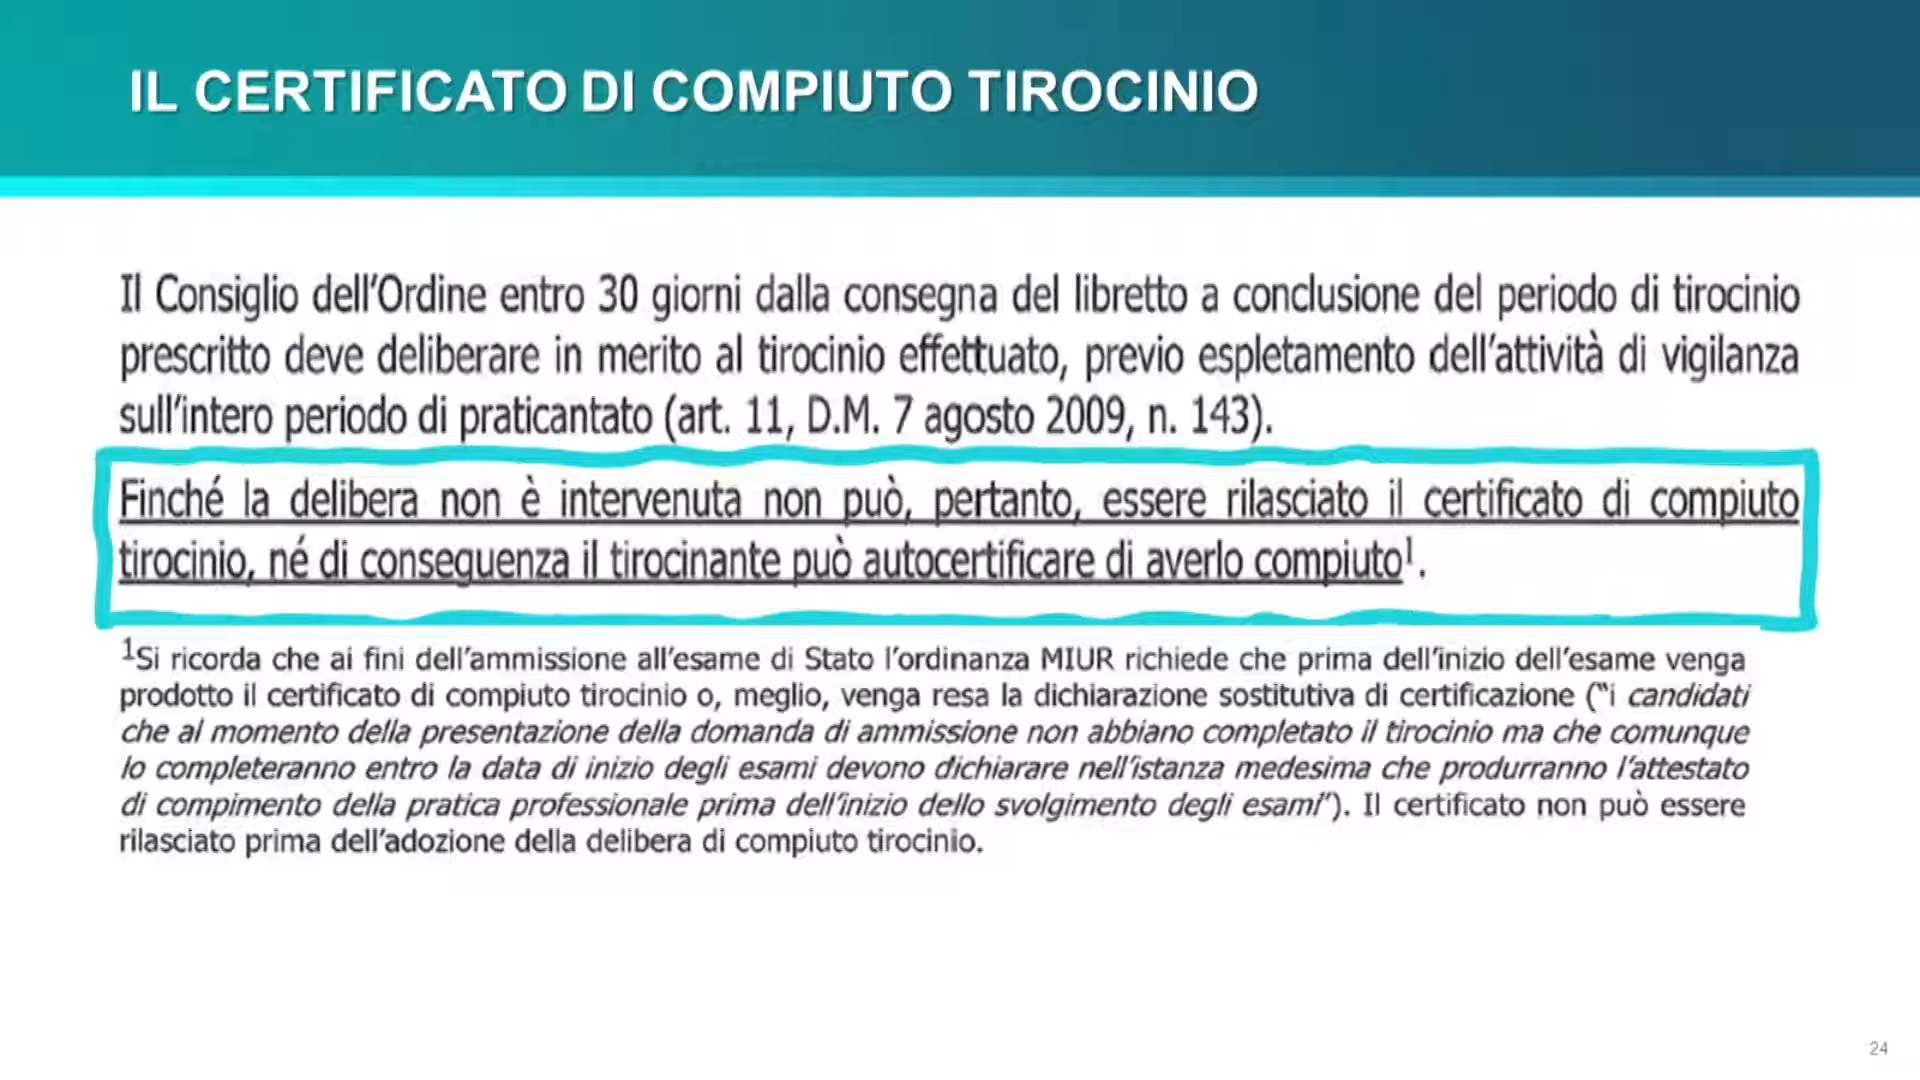 IL CERTIFICATO DI COMPIUTO TIROCINIO
Il Consiglio dell'Ordine entro 30 giorni dalla consegna del libretto a conclusione del periodo di tirocinio
prescritto deve deliberare in merito al tirocinio effettuato, previo espletamento dell'attività di vigilanza
sull'intero periodo di praticantato (art. 11, D.M. 7 agosto 2009, n. 143).
Finché la delibera non è intervenuta non può, pertanto, essere rilasciato il certificato di compiuto
tirocinio, né di conseguenza il tirocinante può autocertificare di averlo compiuto¹.
¹Si ricorda che ai fini dell'ammissione all'esame di Stato l'ordinanza MIUR richiede che prima dell'inizio dell'esame venga
prodotto il certificato di compiuto tirocinio o, meglio, venga resa la dichiarazione sostitutiva di certificazione ("i candidati
che al momento della presentazione della domanda di ammissione non abbiano completato il tirocinio ma che comunque
lo completeranno entro la data di inizio degli esami devono dichiarare nell'istanza medesima che produrranno l'attestato
di compimento della pratica professionale prima dell'inizio dello svolgimento degli esami"). Il certificato non può essere
rilasciato prima dell'adozione della delibera di compiuto tirocinio.
24